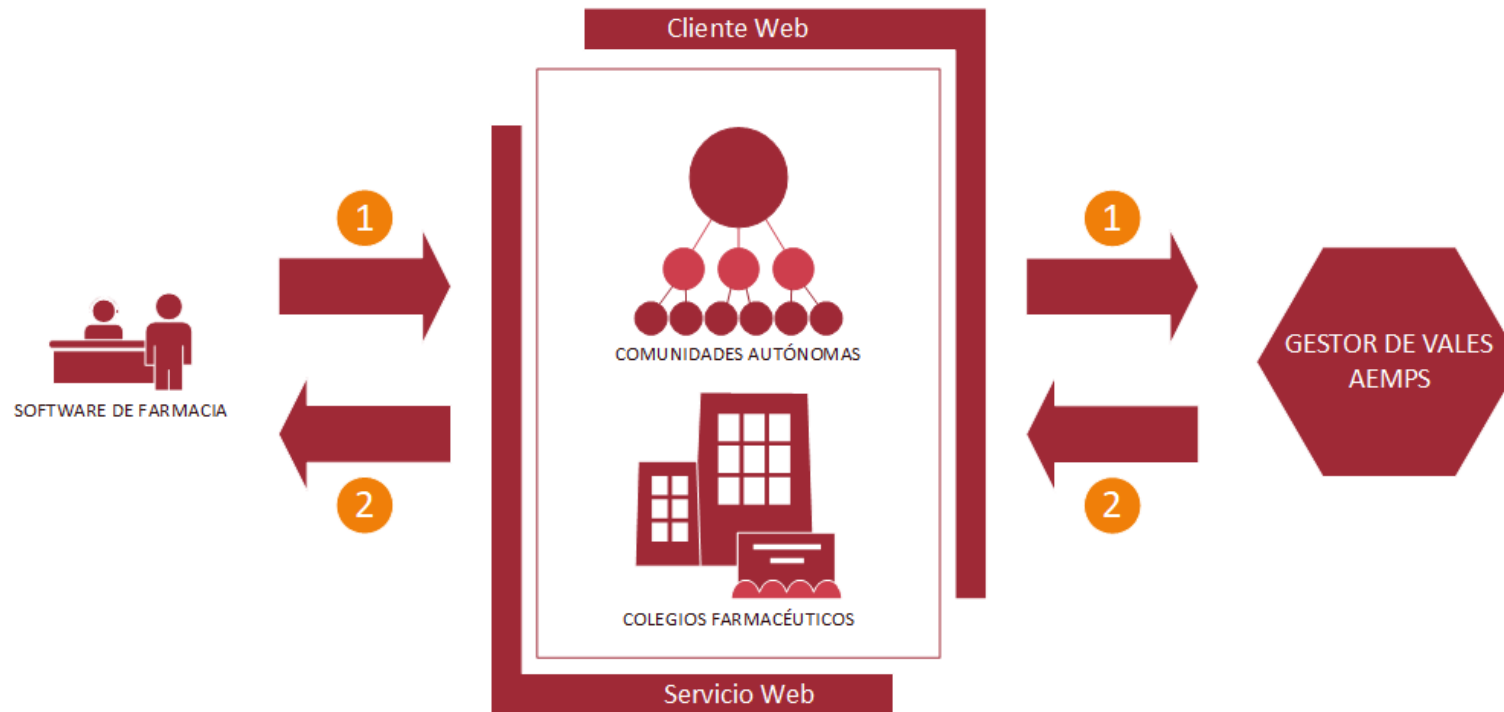 Cliente Web
1
1
COMUNIDADES AUTÓNOMAS
GESTOR DE VALES
AEMPS
SOFTWARE DE FARMACIA
2
2
COLEGIOS FARMACÉUTICOS
Servicio Web